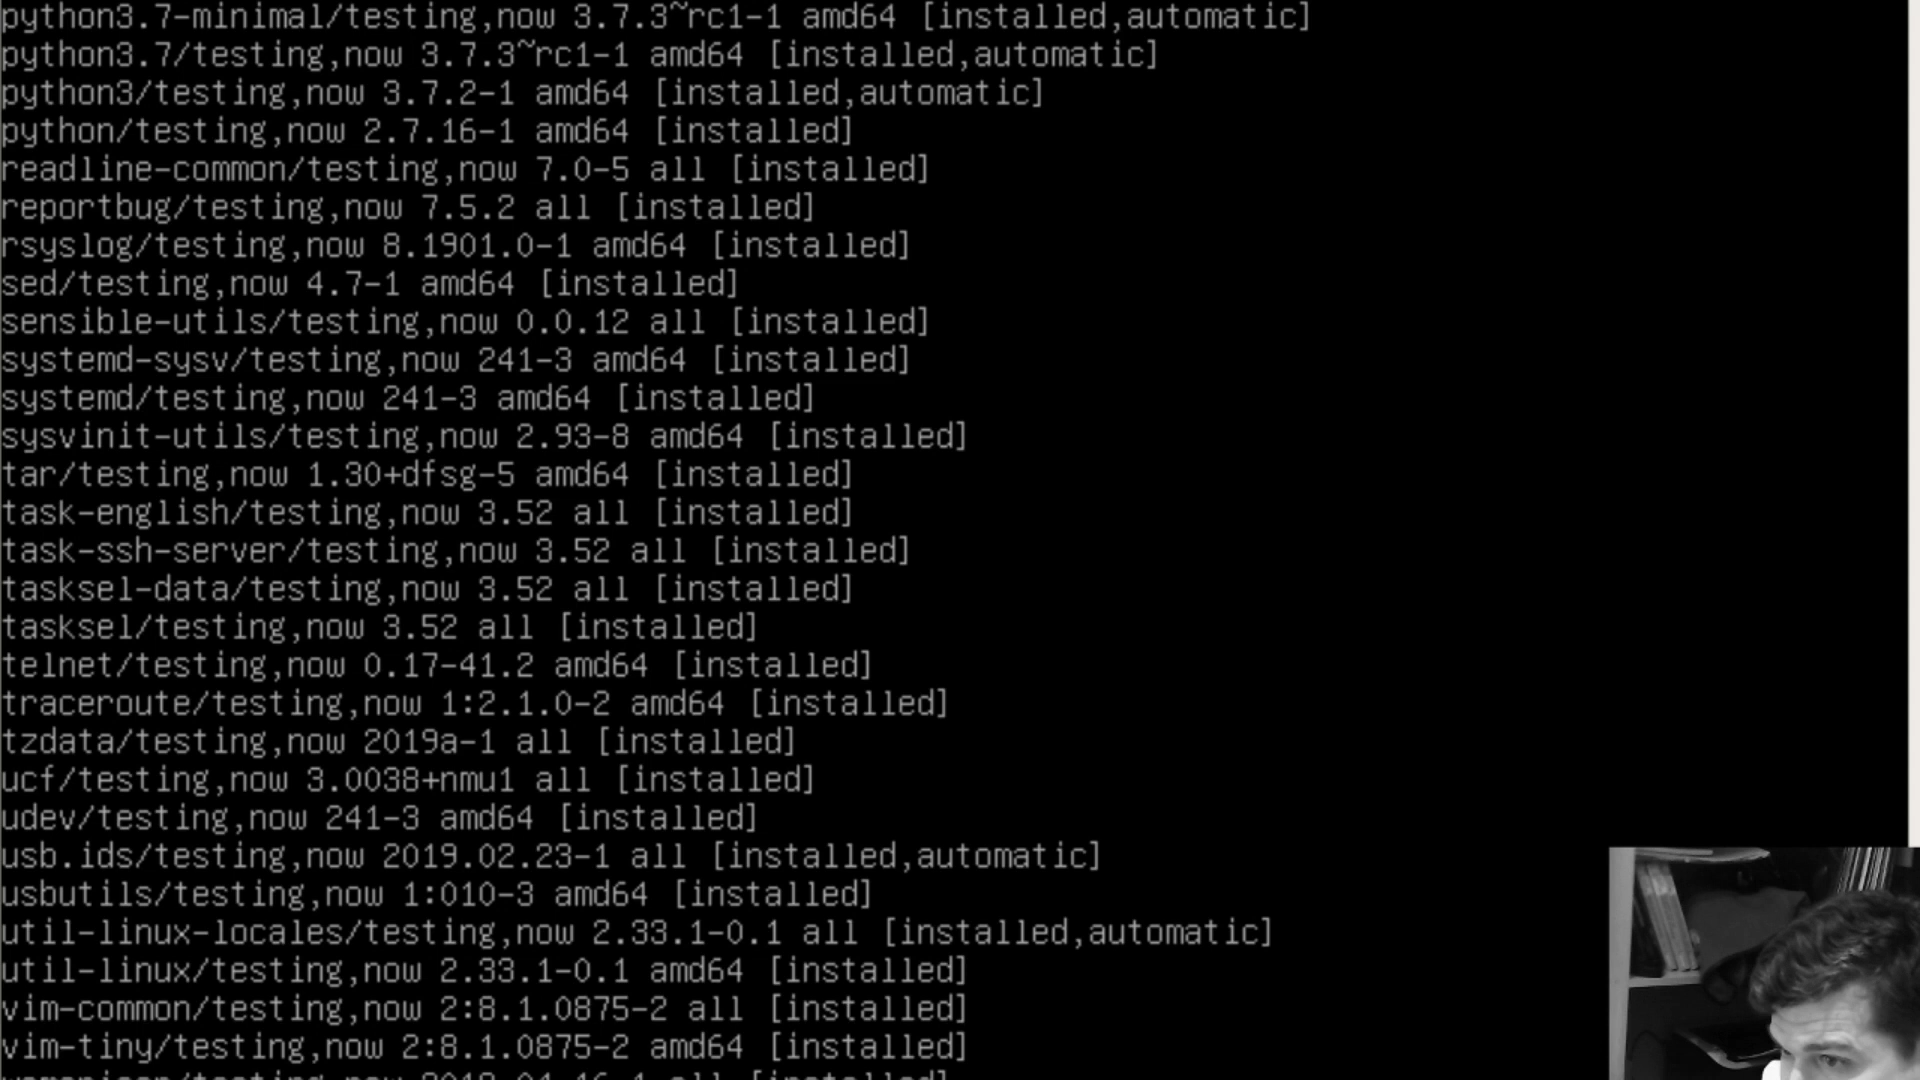 python3.7-minimal/testing,now 3.7.3~rc1-1 amd64 [installed,automatic]
python3.7/testing,now 3.7.3~rc1-1 amd64 [installed,automatic]
python3/testing,now 3.7.2-1 amd64 [installed,automatic]
python/testing,now 2.7.16-1 amd64 [installed]
readline-common/testing,now 7.0-5 all [installed]
reportbug/testing,now 7.5.2 all [installed]
rsyslog/testing,now 8.1901.0-1 amd64 [installed]
sed/testing,now 4.7-1 amd64 [installed]
sensible-utils/testing,now 0.0.12 all [installed]
systemd-sysv/testing,now 241-3 amd64 [installed]
systemd/testing,now 241-3 amd64 [installed]
sysvinit-utils/testing,now 2.93-8 amd64 [installed]
tar/testing,now 1.30+dfsg-5 amd64 [installed]
task-english/testing,now 3.52 all [installed]
task-ssh-server/testing,now 3.52 all [installed]
tasksel-data/testing,now 3.52 all [installed]
tasksel/testing,now 3.52 all [installed]
telnet/testing,now 0.17-41.2 amd64 [installed]
traceroute/testing,now 1:2.1.0-2 amd64 [installed]
tzdata/testing,now 2019a-1 all [installed]
ucf/testing,now 3.0038+nmu1 all [installed]
udev/testing,now 241-3 amd64 [installed]
usb.ids/testing,now 2019.02.23-1 all [installed,automatic]
usbutils/testing,now 1:010-3 amd64 [installed]
util-linux-locales/testing,now 2.33.1-0.1 all [installed,automatic]
util-linux/testing,now 2.33.1-0.1 amd64 [installed]
vim-common/testing,now 2:8.1.0875-2 all [installed]
vim-tiny/testing,now 2:8.1.0875-2 amd64 [installed]